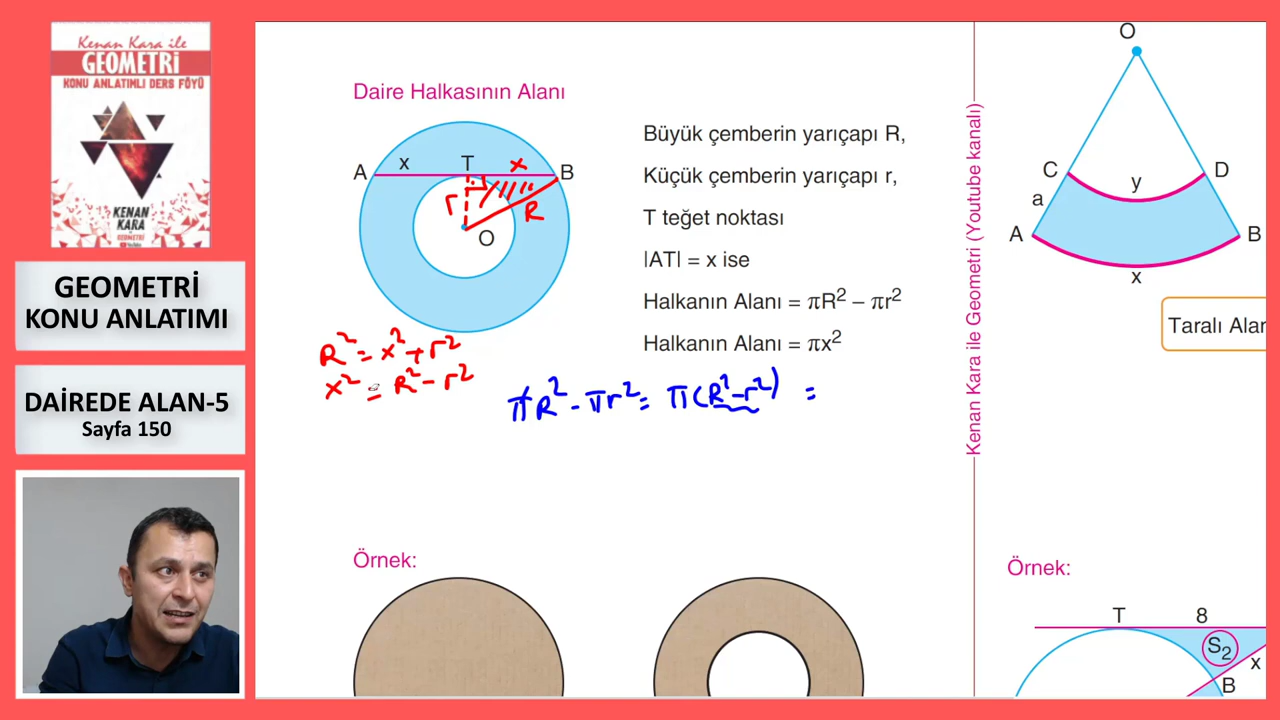 Kenan Kara ile
GEOMETRİ
KONU ANLATIMLI DERS FÖYÜ
KENAN
KARA
GEOMETRİ KONU ANLATIMI
DAİREDE ALAN-5
Sayfa 150
Daire Halkasının Alanı
A x T x B
r R
O
Büyük çemberin yarıçapı R,
Küçük çemberin yarıçapı r,
T teğet noktası
|AT| = x ise
Halkanın Alanı = πR² – πr²
Halkanın Alanı = πx²
R² = x² + r²
x² = R² - r²
πR² - πr² = π(R² - r²) =
Örnek:
Kenan Kara ile Geometri (Youtube kanalı)
O
C y D
a
A B
x
Taralı Alan
Örnek:
T 8
S₂
x
B